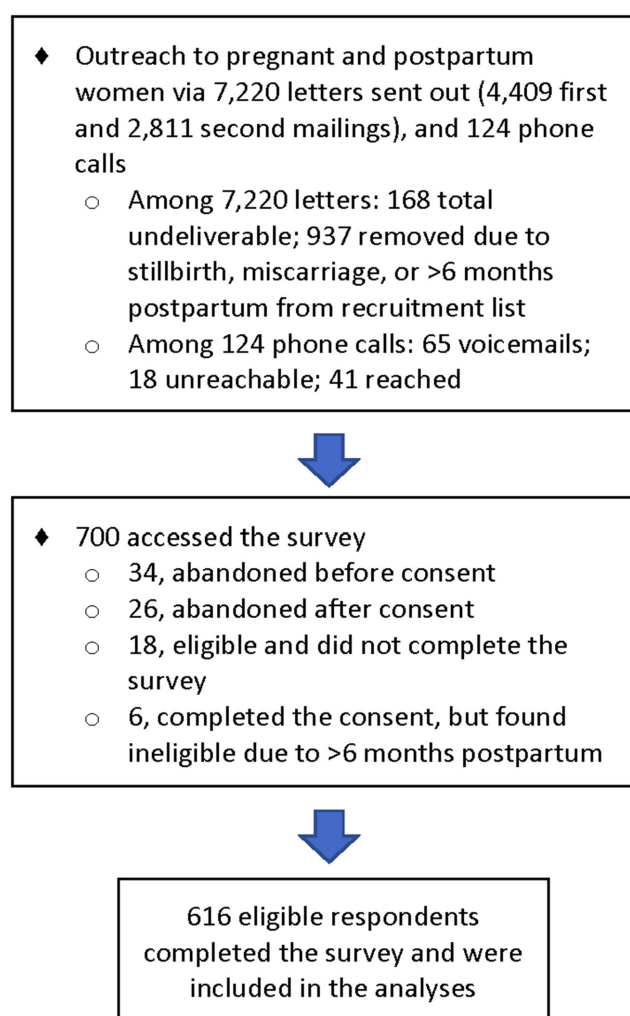 ♦ Outreach to pregnant and postpartum
women via 7,220 letters sent out (4,409 first
and 2,811 second mailings), and 124 phone
calls
○ Among 7,220 letters: 168 total
undeliverable; 937 removed due to
stillbirth, miscarriage, or >6 months
postpartum from recruitment list
○ Among 124 phone calls: 65 voicemails;
18 unreachable; 41 reached
♦ 700 accessed the survey
○ 34, abandoned before consent
○ 26, abandoned after consent
○ 18, eligible and did not complete the
survey
○ 6, completed the consent, but found
ineligible due to >6 months postpartum
616 eligible respondents
completed the survey and were
included in the analyses